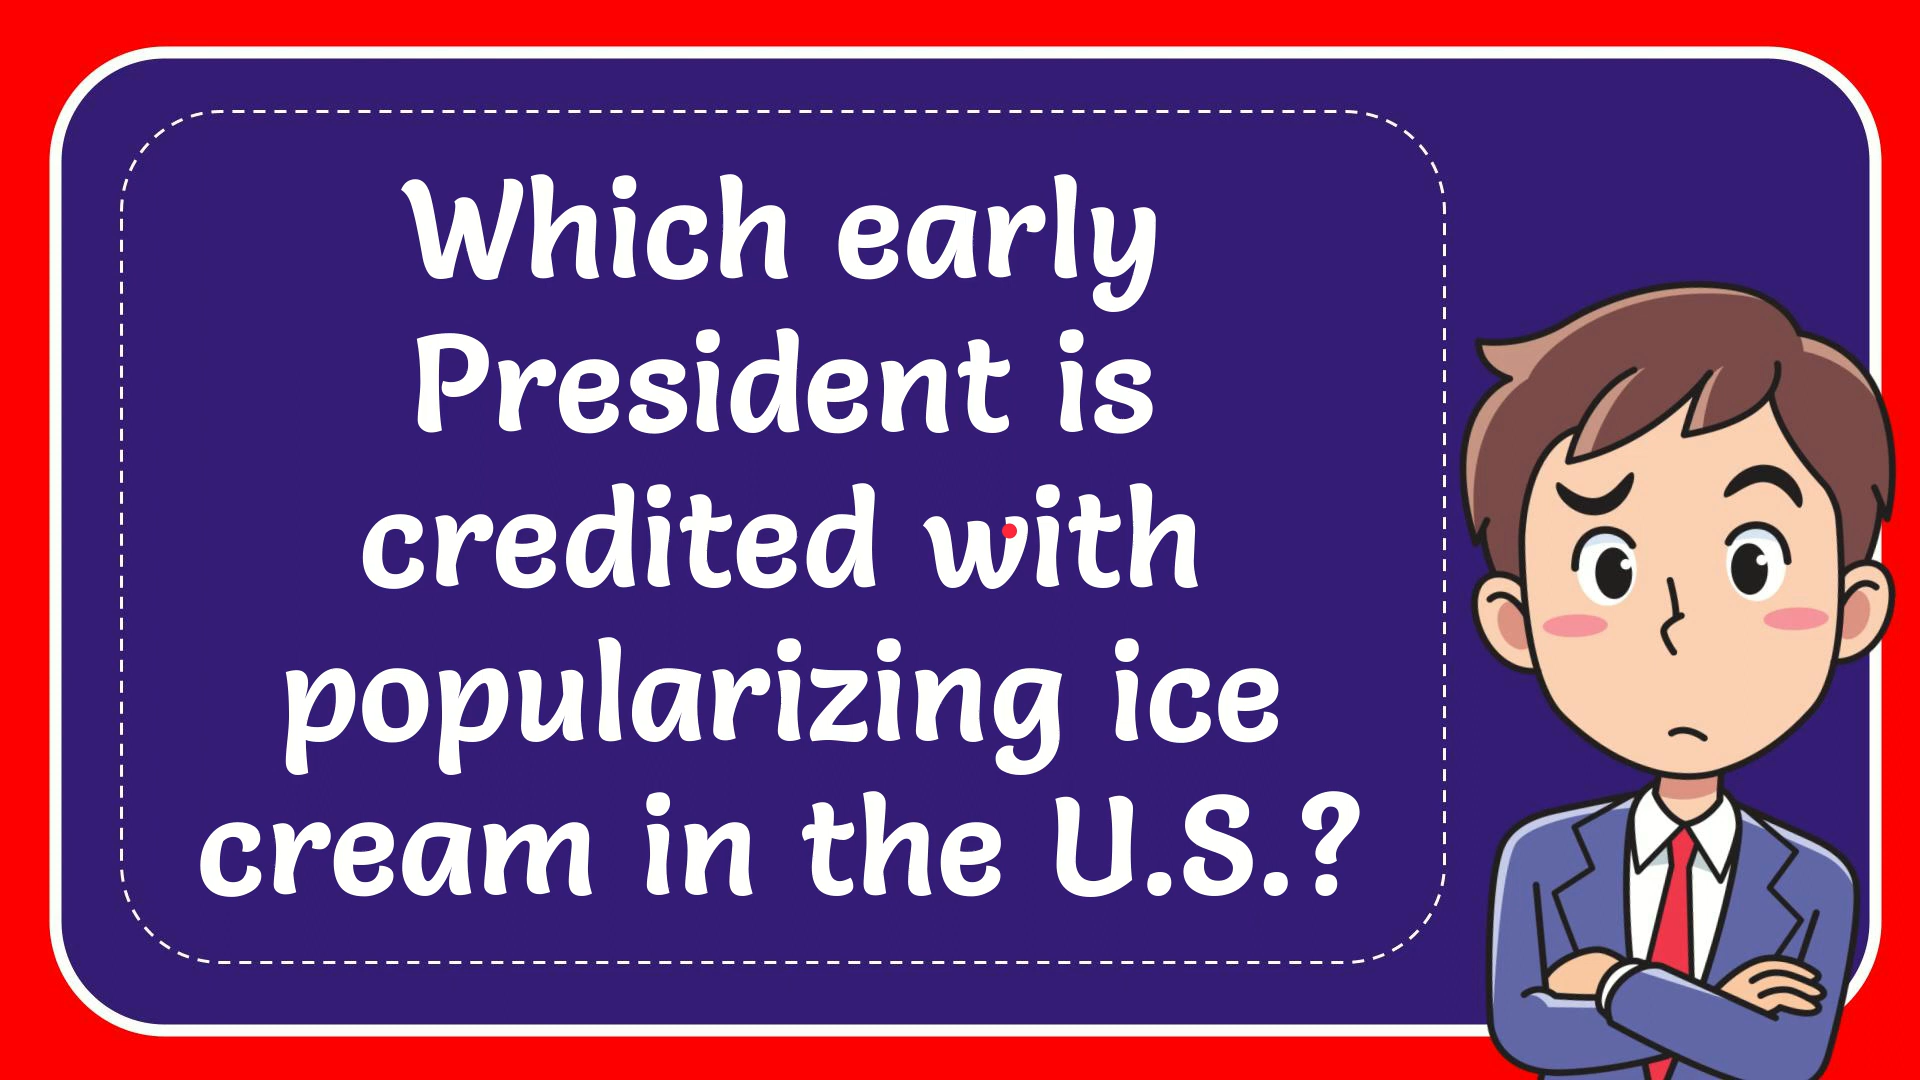 Which early
President is
credited with
popularizing ice
cream in the U.S.?